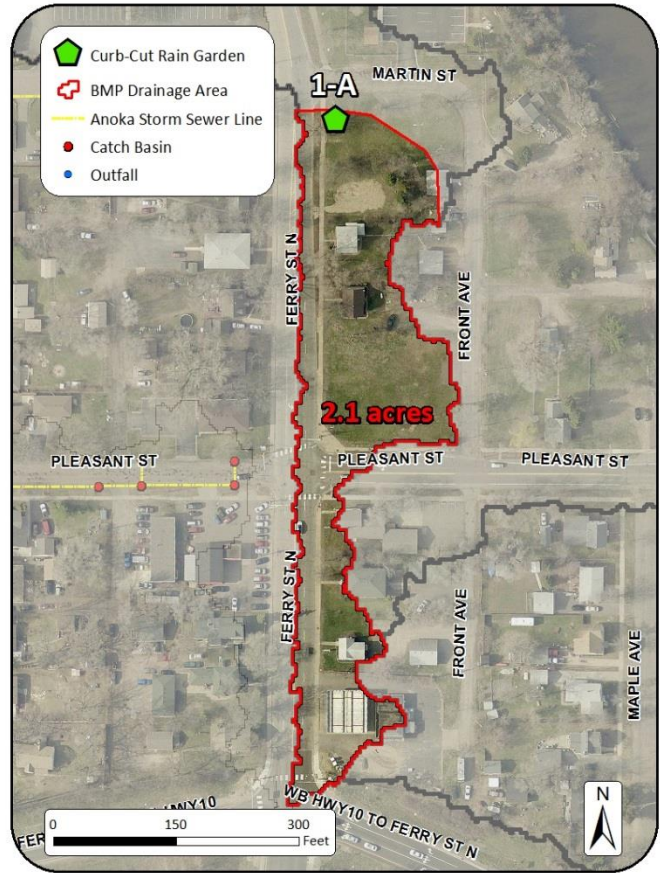 Curb-Cut Rain Garden
BMP Drainage Area
Anoka Storm Sewer Line
Catch Basin
Outfall
MARTIN ST
1-A
FERRY ST N
FRONT AVE
2.1 acres
PLEASANT ST
PLEASANT ST
PLEASANT ST
FERRY ST N
FRONT AVE
MAPLE AVE
HWY10
WB HWY10 TO FERRY ST N
FER
0 150 300
Feet
N